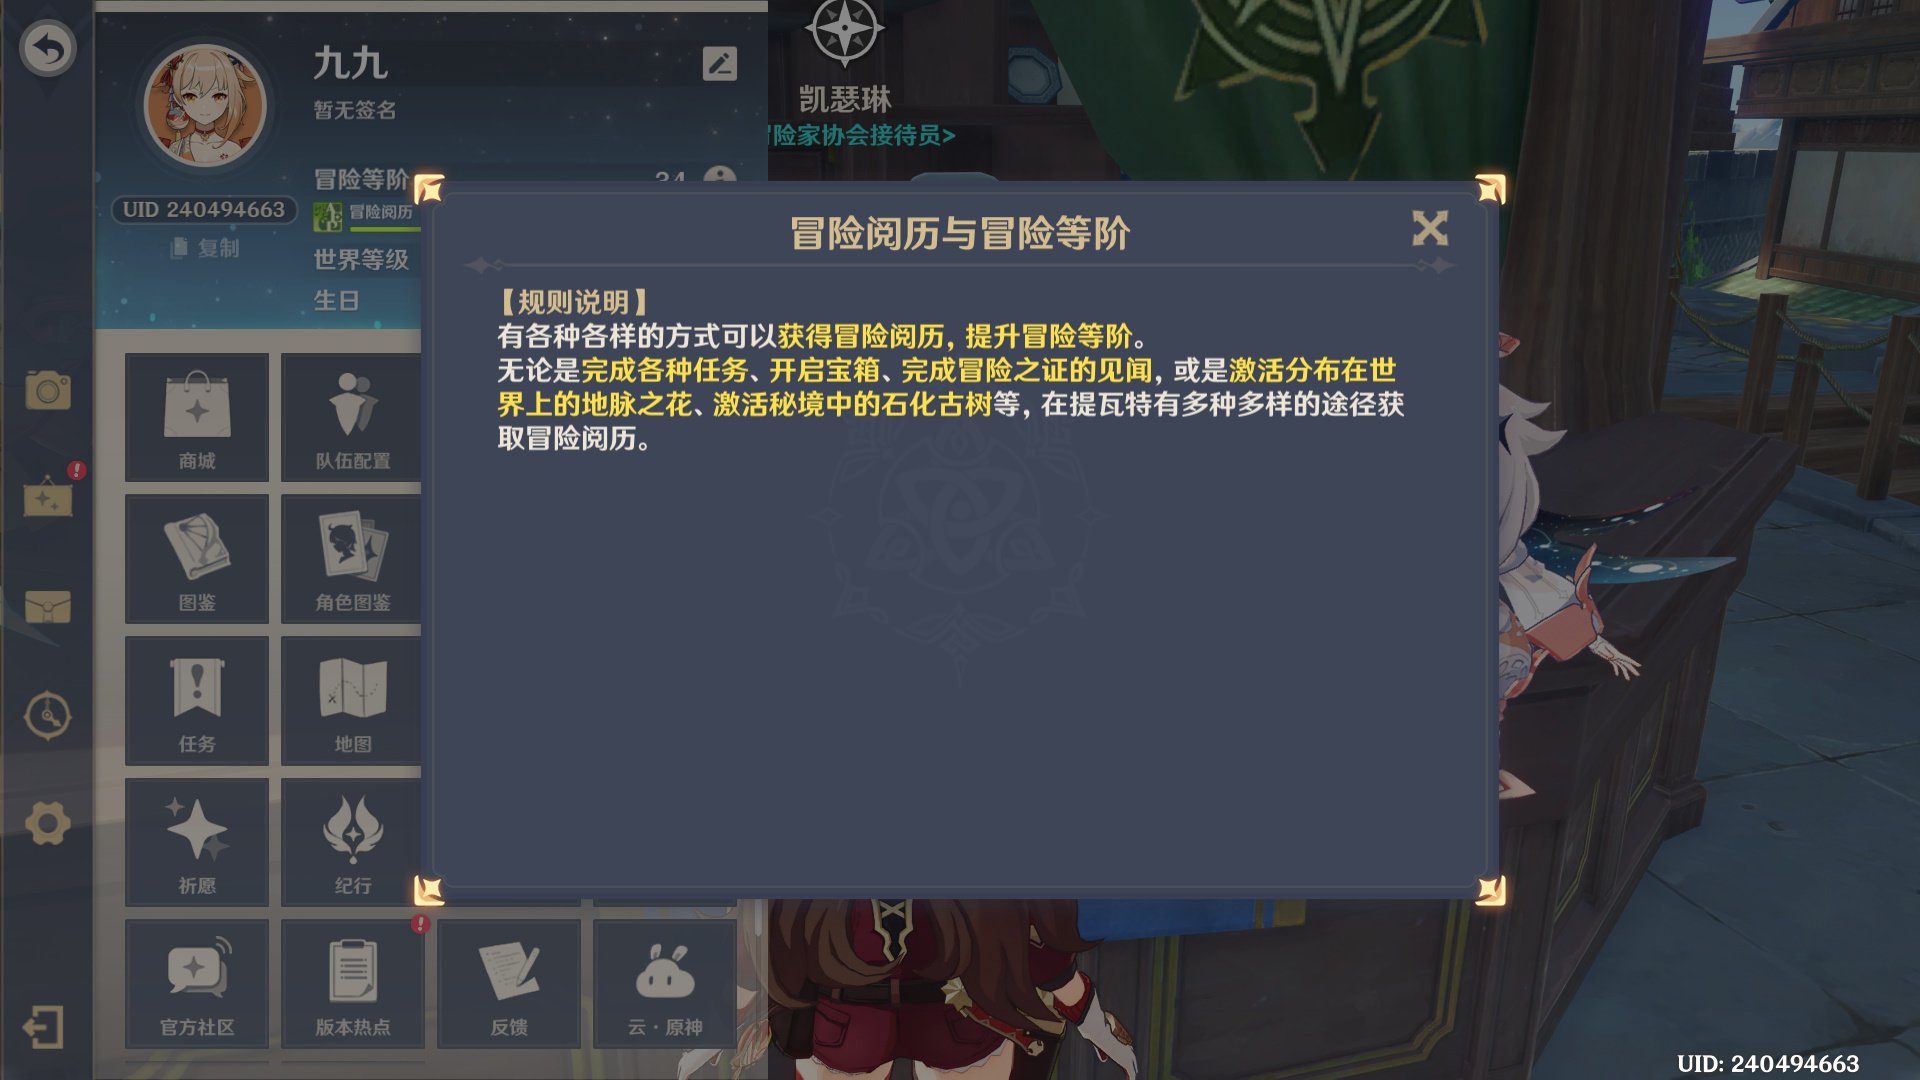 九九
暂无签名
凯瑟琳
冒险家协会接待员>
冒险等阶
34
UID 240494663
冒险阅历
复制
世界等级
生日
冒险阅历与冒险等阶
【规则说明】
有各种各样的方式可以获得冒险阅历，提升冒险等阶。
无论是完成各种任务、开启宝箱、完成冒险之证的见闻，或是激活分布在世
界上的地脉之花、激活秘境中的石化古树等，在提瓦特有多种多样的途径获
取冒险阅历。
商城
队伍配置
图鉴
角色图鉴
任务
地图
祈愿
纪行
官方社区
版本热点
反馈
云·原神
UID: 240494663